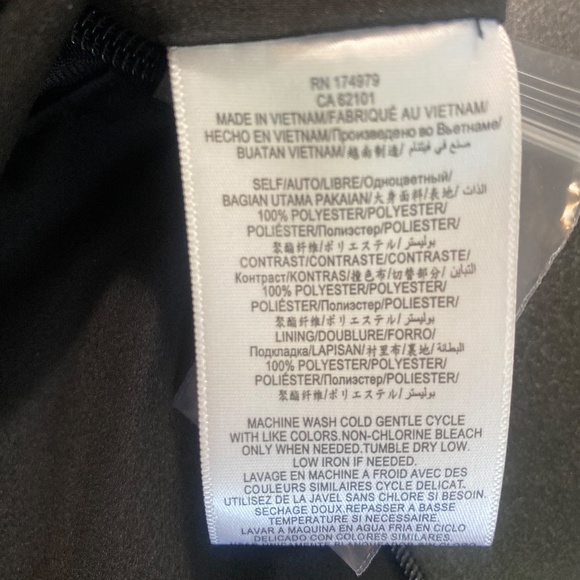 RN 174979
CA 62101
MADE IN VIETNAM/FABRIQUÉ AU VIETNAM/
HECHO EN VIETNAM/Произведено во Вьетнаме/
BUATAN VIETNAM/越南制造/ صنع في فيتنام
SELF/AUTO/LIBRE/Одноцветный/
BAGIAN UTAMA PAKAIAN/大身面料/表地/ الذات/
100% POLYESTER/POLYESTER/
POLIÉSTER/Полиэстер/POLIESTER/
聚酯纤维/ポリエステル/ بوليستر/
CONTRAST/CONTRASTE/CONTRASTE/
Контраст/KONTRAS/撞色布/切替部分/ التباين/
100% POLYESTER/POLYESTER/
POLIÉSTER/Полиэстер/POLIESTER/
聚酯纤维/ポリエステル/ بوليستر/
LINING/DOUBLURE/FORRO/
Подкладка/LAPISAN/衬里布/裏地/ البطانة/
100% POLYESTER/POLYESTER/
POLIÉSTER/Полиэстер/POLIESTER/
聚酯纤维/ポリエステル/ بوليستر/
MACHINE WASH COLD GENTLE CYCLE
WITH LIKE COLORS.NON-CHLORINE BLEACH
ONLY WHEN NEEDED.TUMBLE DRY LOW.
LOW IRON IF NEEDED.
LAVAGE EN MACHINE A FROID AVEC DES
COULEURS SIMILAIRES CYCLE DELICAT.
UTILISEZ DE LA JAVEL SANS CHLORE SI BESOIN.
SECHAGE DOUX.REPASSER A BASSE
TEMPERATURE SI NECESSAIRE.
LAVAR A MAQUINA EN AGUA FRIA EN CICLO
DELICADO CON COLORES SIMILARES.